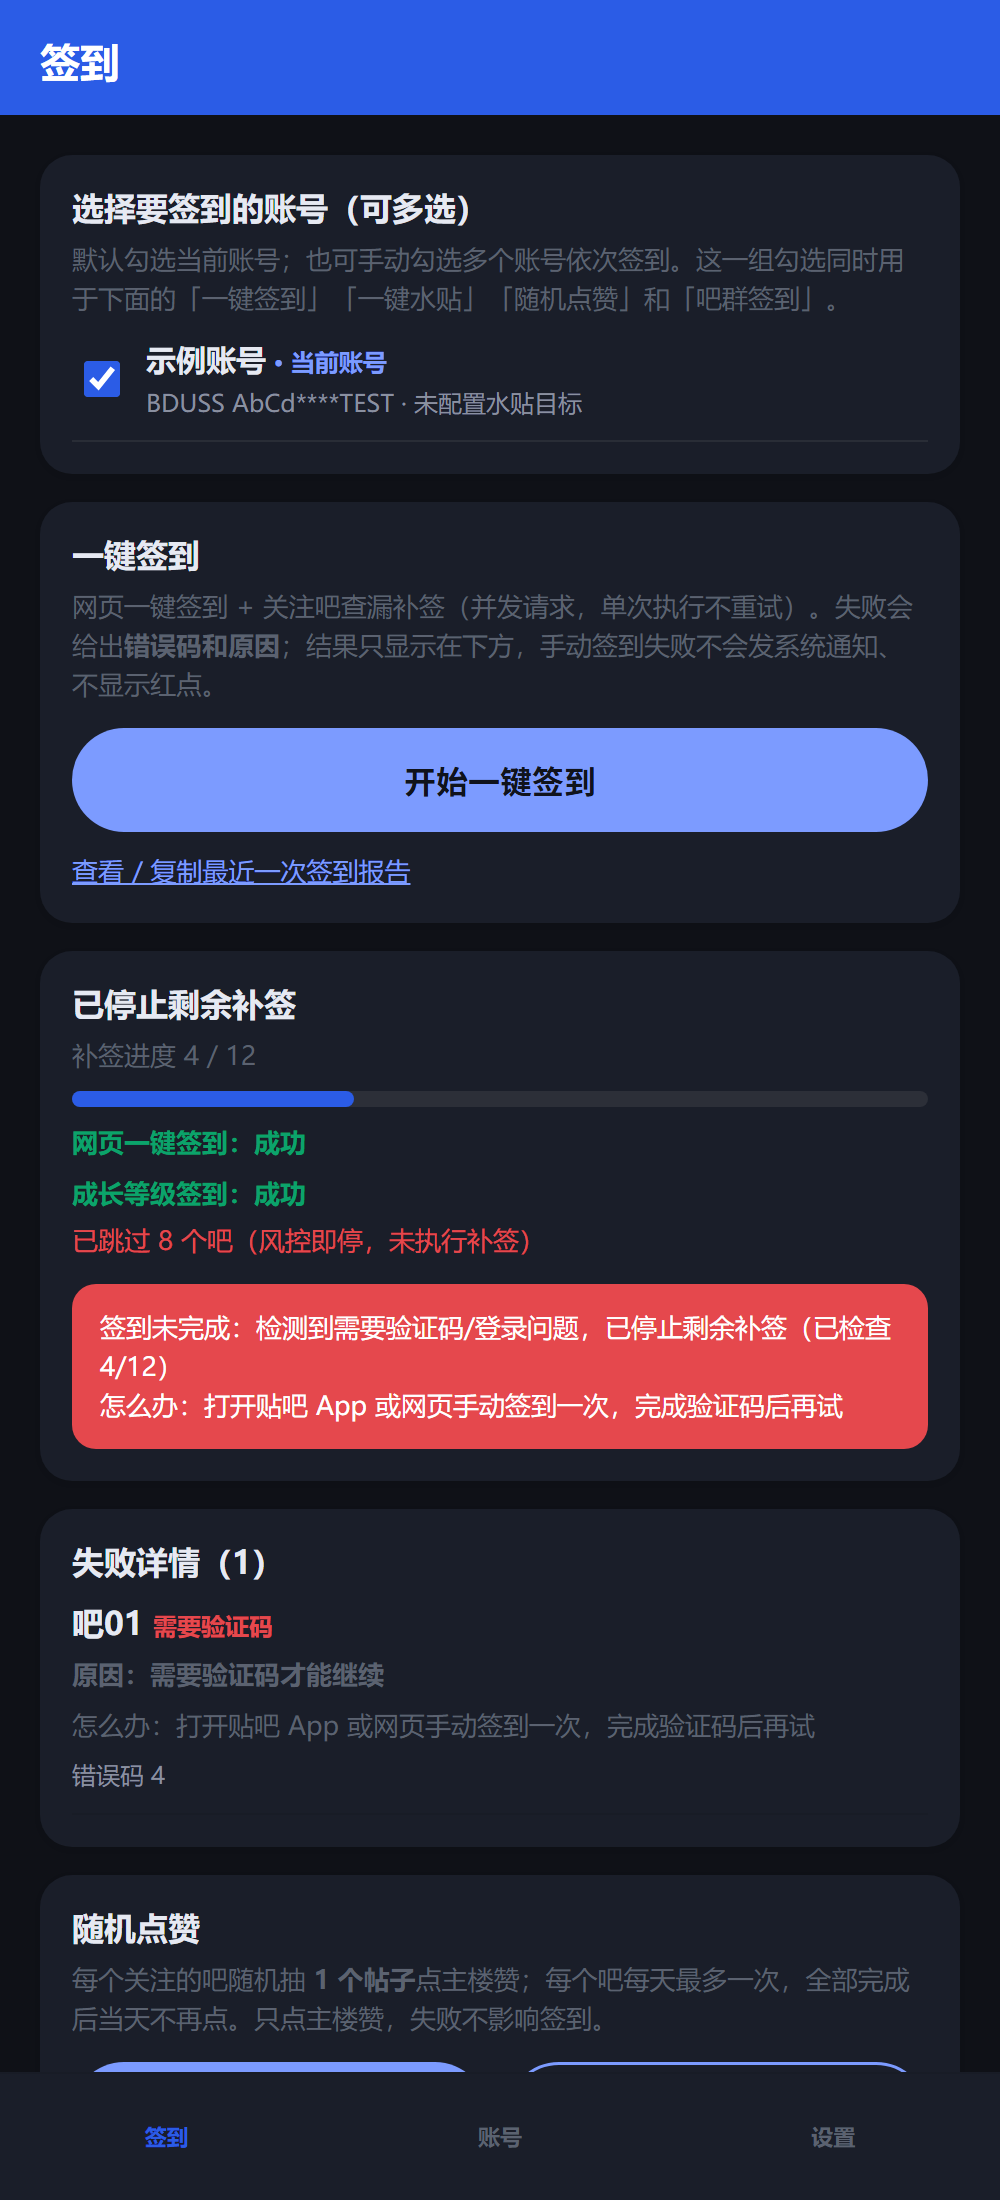 签到
选择要签到的账号（可多选）
默认勾选当前账号；也可手动勾选多个账号依次签到。这一组勾选同时用
于下面的「一键签到」「一键水贴」「随机点赞」和「吧群签到」。
示例账号 · 当前账号
BDUSS AbCd****TEST · 未配置水贴目标
一键签到
网页一键签到 + 关注吧查漏补签（并发请求，单次执行不重试）。失败会
给出错误码和原因；结果只显示在下方，手动签到失败不会发系统通知、
不显示红点。
开始一键签到
查看 / 复制最近一次签到报告
已停止剩余补签
补签进度 4 / 12
网页一键签到：成功
成长等级签到：成功
已跳过 8 个吧（风控即停，未执行补签）
签到未完成：检测到需要验证码/登录问题，已停止剩余补签（已检查
4/12）
怎么办：打开贴吧 App 或网页手动签到一次，完成验证码后再试
失败详情（1）
吧01 需要验证码
原因：需要验证码才能继续
怎么办：打开贴吧 App 或网页手动签到一次，完成验证码后再试
错误码 4
随机点赞
每个关注的吧随机抽 1 个帖子点主楼赞；每个吧每天最多一次，全部完成
后当天不再点。只点主楼赞，失败不影响签到。
签到
账号
设置